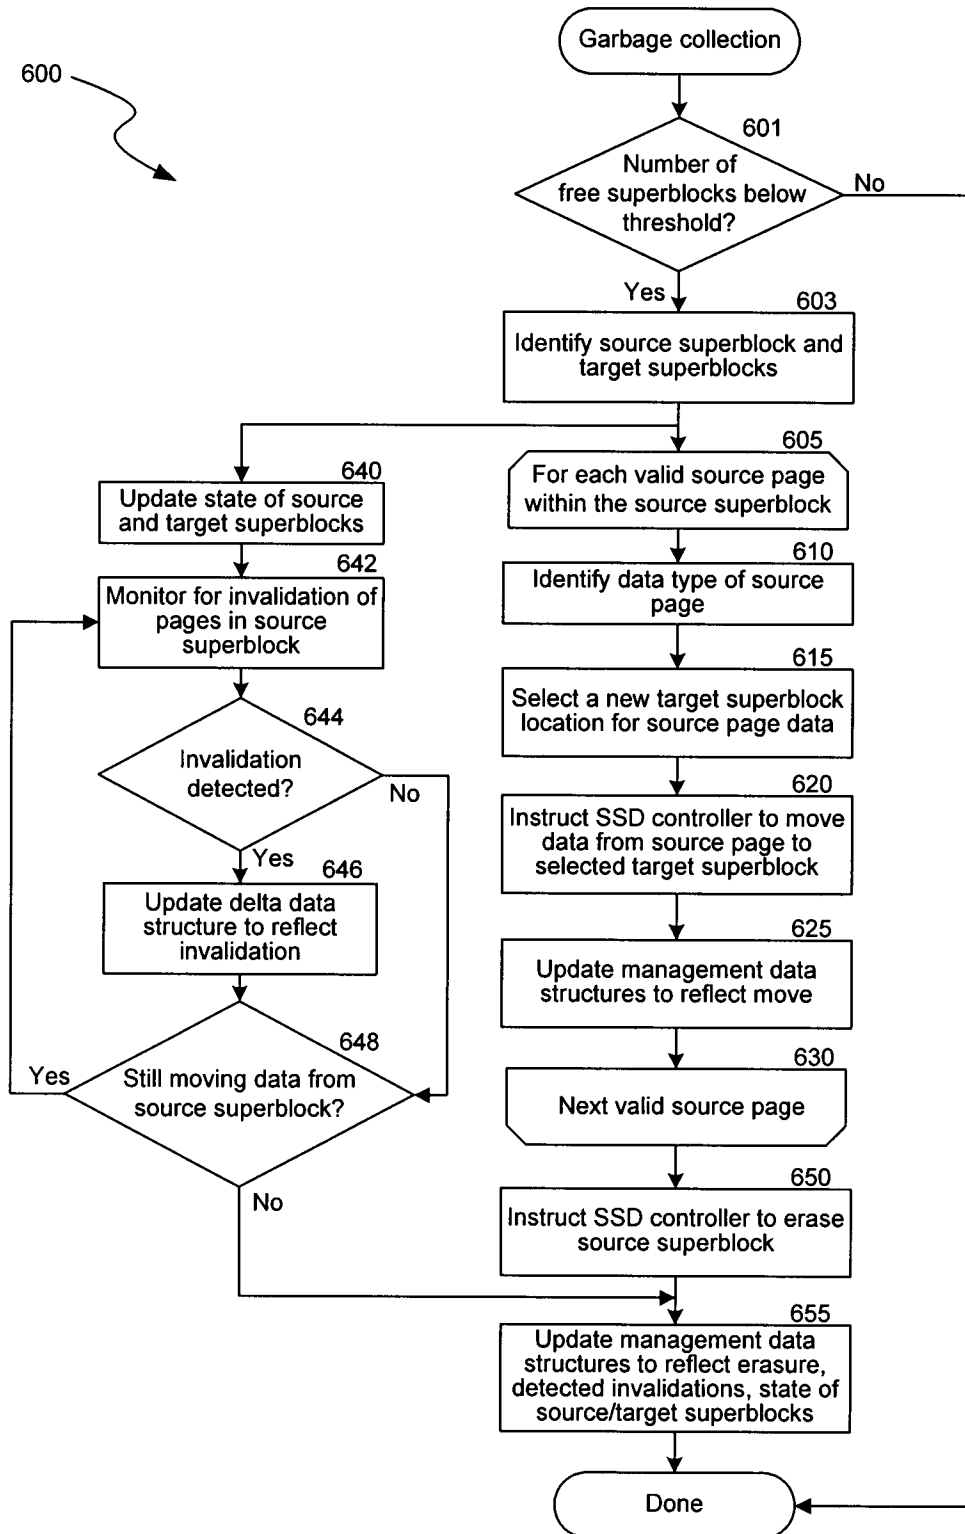 Garbage collection
600
601
Number of
free superblocks below
threshold?
No
Yes
603
Identify source superblock and
target superblocks
605
For each valid source page
within the source superblock
640
Update state of source
and target superblocks
610
Identify data type of source
page
642
Monitor for invalidation of
pages in source
superblock
615
Select a new target superblock
location for source page data
644
Invalidation
detected?
No
Yes
620
Instruct SSD controller to move
data from source page to
selected target superblock
646
Update delta data
structure to reflect
invalidation
625
Update management data
structures to reflect move
648
Still moving data from
source superblock?
Yes
No
630
Next valid source page
650
Instruct SSD controller to erase
source superblock
655
Update management data
structures to reflect erasure,
detected invalidations, state of
source/target superblocks
Done